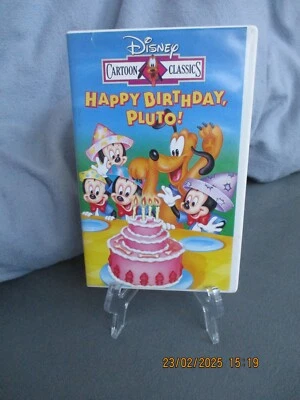 Disney
CARTOON CLASSICS
HAPPY BIRTHDAY,
PLUTO!
23/02/2025 15:19